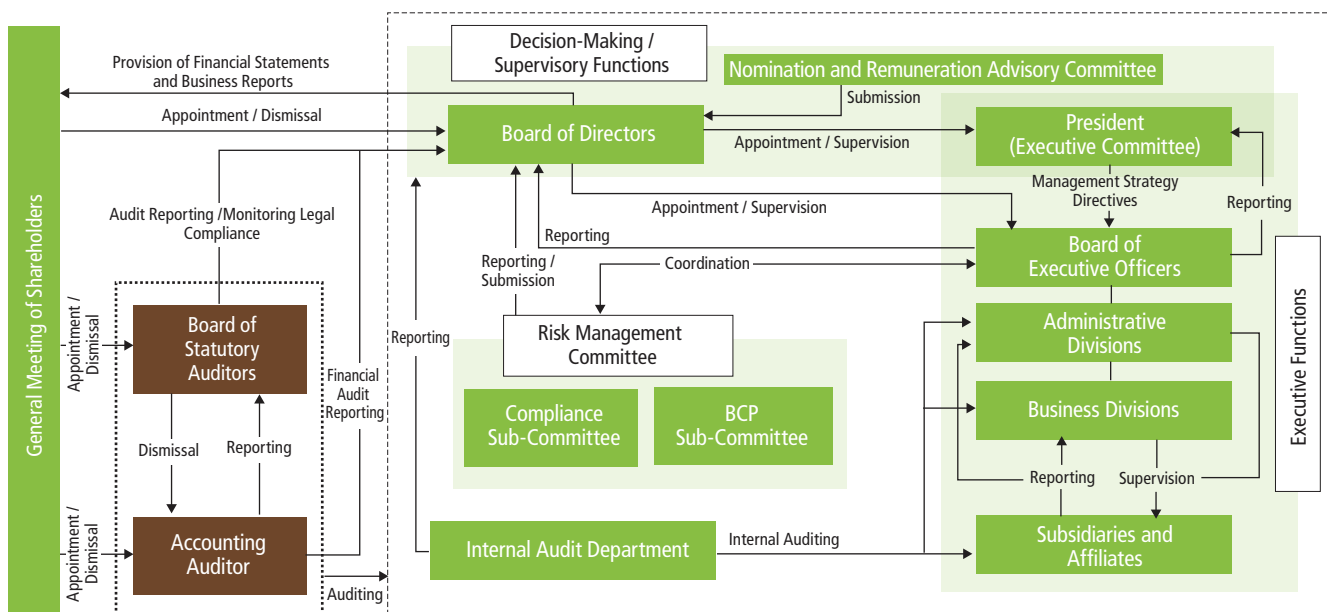 General Meeting of Shareholders
Provision of Financial Statements
and Business Reports
Appointment / Dismissal
Decision-Making /
Supervisory Functions
Nomination and Remuneration Advisory Committee
Submission
Board of Directors
Appointment / Supervision
President
(Executive Committee)
Management Strategy
Directives
Reporting
Appointment / Supervision
Audit Reporting /Monitoring Legal
Compliance
Reporting
Board of
Executive Officers
Reporting /
Submission
Coordination
Executive Functions
Appointment /
Dismissal
Board of
Statutory
Auditors
Financial
Audit
Reporting
Reporting
Risk Management
Committee
Administrative
Divisions
Compliance
Sub-Committee
BCP
Sub-Committee
Business Divisions
Dismissal
Reporting
Reporting
Supervision
Appointment /
Dismissal
Accounting
Auditor
Auditing
Internal Audit Department
Internal Auditing
Subsidiaries and
Affiliates